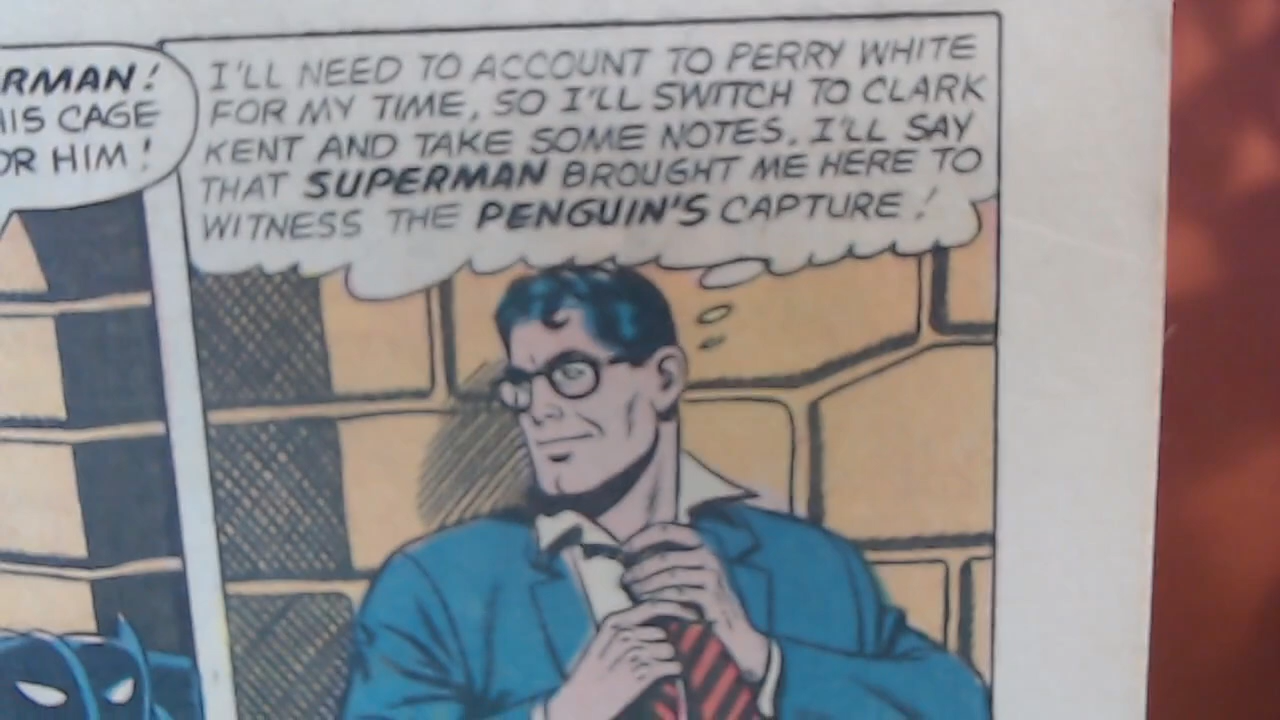 RMAN!
HIS CAGE
OR HIM!
I'LL NEED TO ACCOUNT TO PERRY WHITE
FOR MY TIME, SO I'LL SWITCH TO CLARK
KENT AND TAKE SOME NOTES. I'LL SAY
THAT SUPERMAN BROUGHT ME HERE TO
WITNESS THE PENGUIN'S CAPTURE!